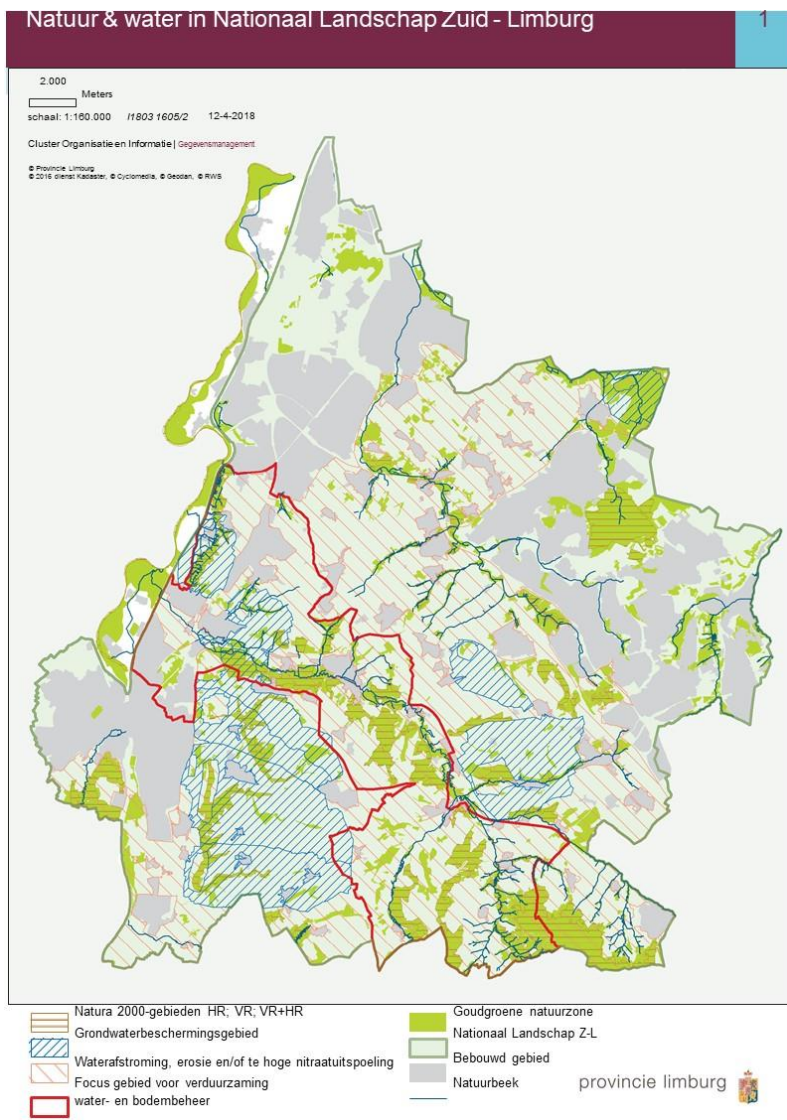 Natuur & water in Nationaal Landschap Zuid - Limburg
1
2.000
Meters
schaal: 1:160.000 I1803 1605/2 12-4-2018
Cluster Organisatie en Informatie | Gegevensmanagement
© Provincie Limburg
© 2016 dienst Kadaster, © Cyclomedia, © Geodan, © RWS
Natura 2000-gebieden HR; VR; VR+HR
Grondwaterbeschermingsgebied
Waterafstroming, erosie en/of te hoge nitraatuitspoeling
Focus gebied voor verduurzaming
water- en bodembeheer
Goudgroene natuurzone
Nationaal Landschap Z-L
Bebouwd gebied
Natuurbeek
provincie limburg